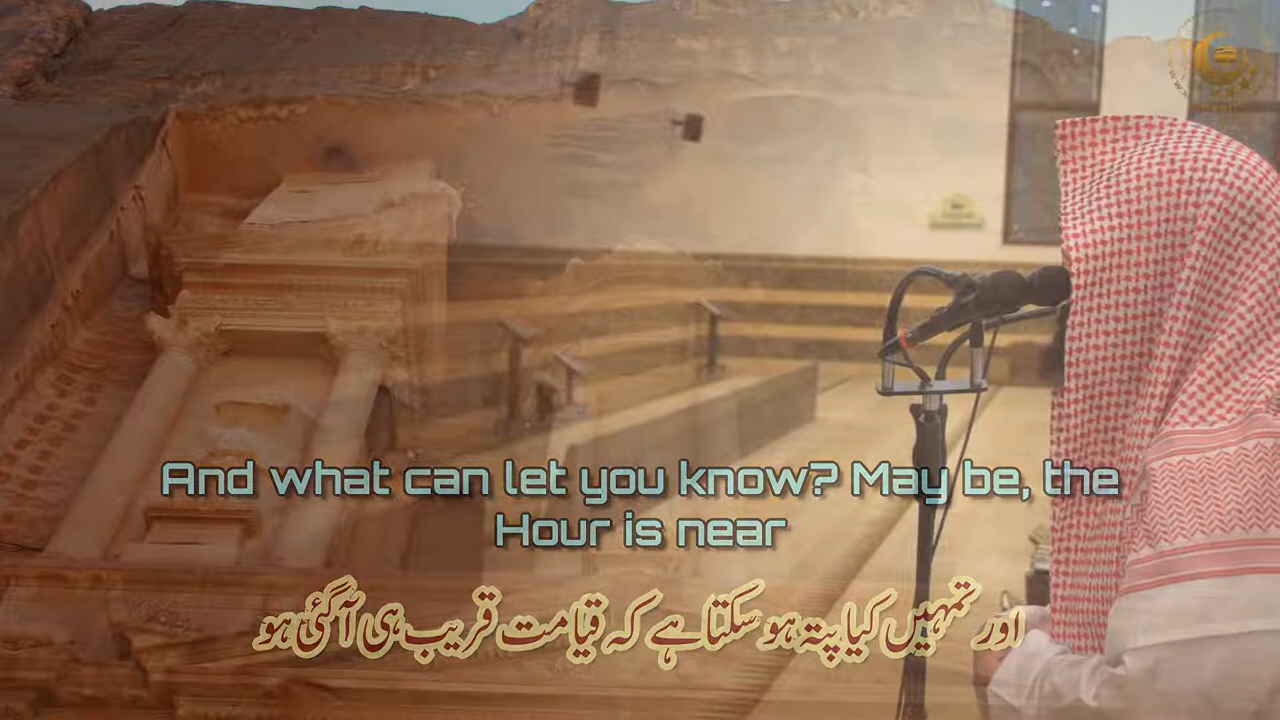 And what can let you know? May be, the
Hour is near
اور تمہیں کیا پتہ ہو سکتا ہے کہ قیامت قریب ہی آ گئی ہو